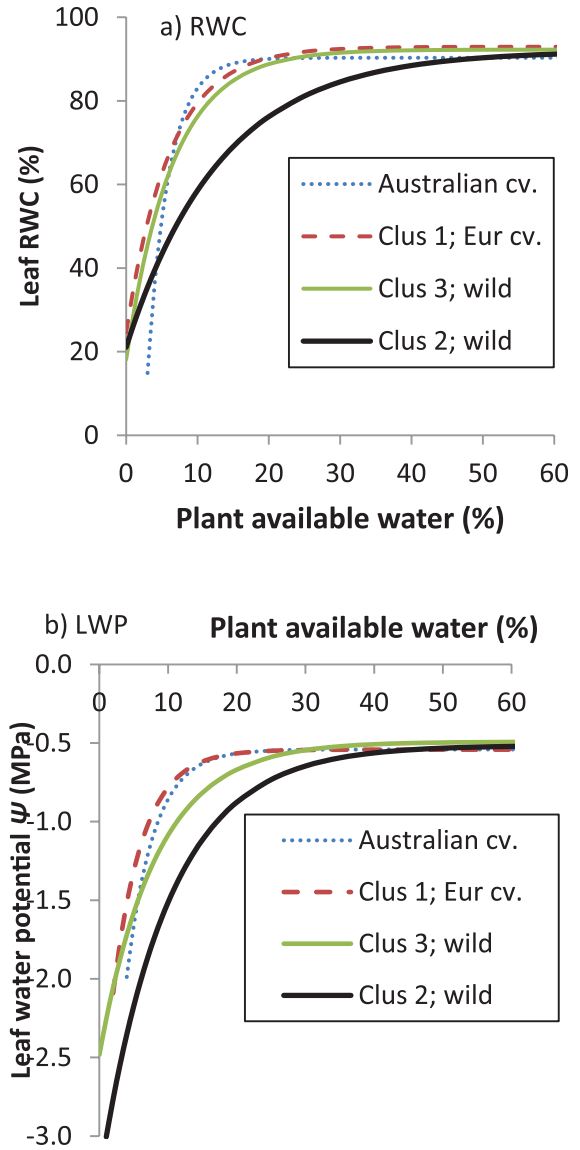 a) RWC
100
80
60
40
20
0
Leaf RWC (%)
Australian cv.
Clus 1; Eur cv.
Clus 3; wild
Clus 2; wild
0 10 20 30 40 50 60
Plant available water (%)
b) LWP
Plant available water (%)
0.0
0 10 20 30 40 50 60
-0.5
-1.0
-1.5
-2.0
-2.5
-3.0
Leaf water potential Ψ (MPa)
Australian cv.
Clus 1; Eur cv.
Clus 3; wild
Clus 2; wild